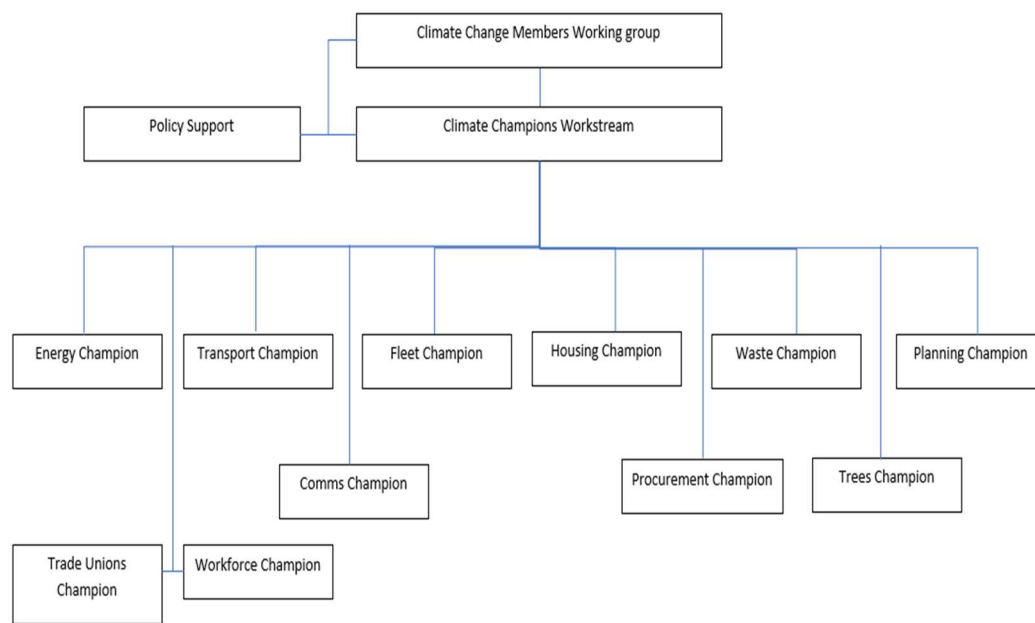 Climate Change Members Working group
Policy Support
Climate Champions Workstream
Energy Champion
Transport Champion
Fleet Champion
Housing Champion
Waste Champion
Planning Champion
Comms Champion
Procurement Champion
Trees Champion
Trade Unions
Champion
Workforce Champion